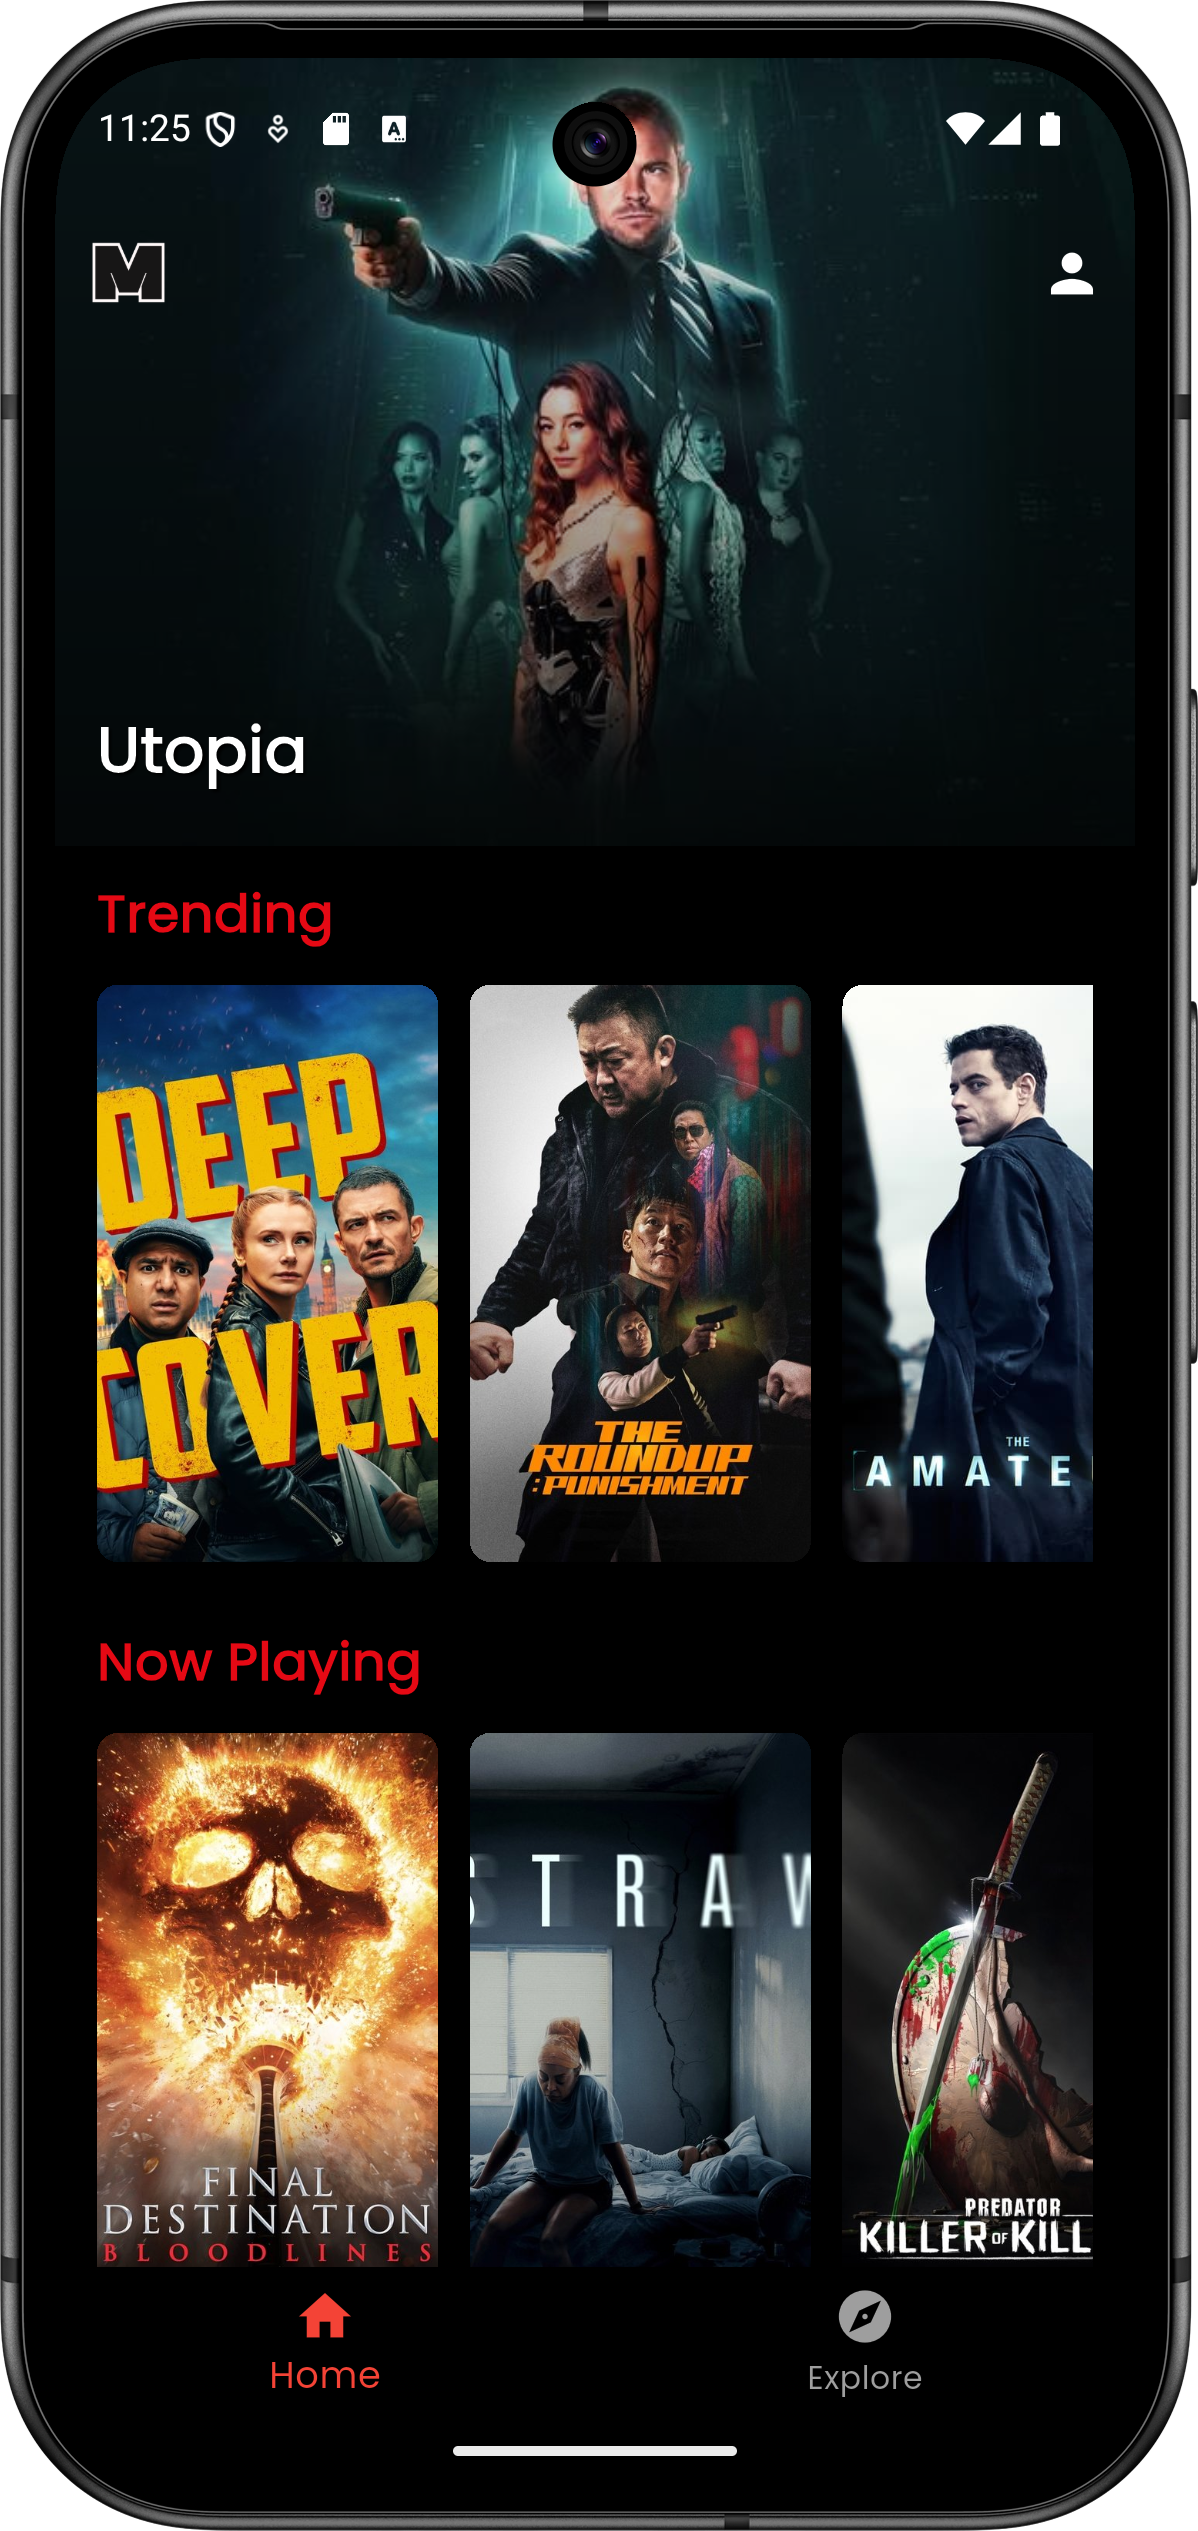 11:25
A
M
Utopia
Trending
DEEP
COVER
THE
ROUNDUP
:PUNISHMENT
THE
AMATE
Now Playing
STRAW
FINAL
DESTINATION
BLOODLINES
PREDATOR
KILLER OF KILL
Home
Explore